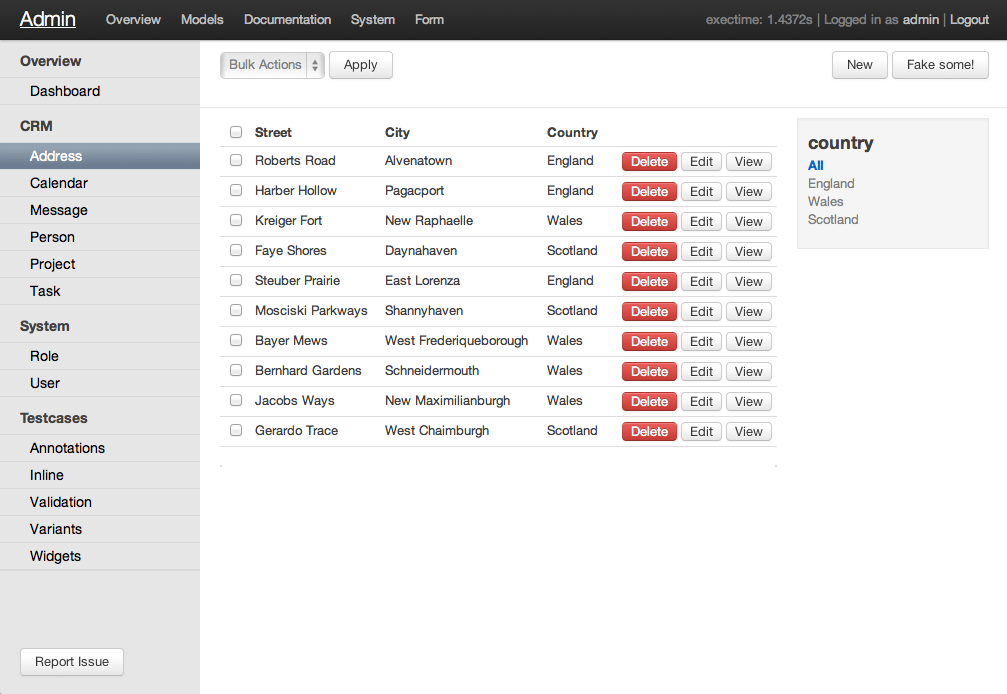 Admin Overview Models Documentation System Form exectime: 1.4372s | Logged in as admin | Logout
Overview
Dashboard
CRM
Address
Calendar
Message
Person
Project
Task
System
Role
User
Testcases
Annotations
Inline
Validation
Variants
Widgets
Report Issue
Bulk Actions Apply New Fake some!
Street City Country
Roberts Road Alvenatown England Delete Edit View
Harber Hollow Pagacport England Delete Edit View
Kreiger Fort New Raphaelle Wales Delete Edit View
Faye Shores Daynahaven Scotland Delete Edit View
Steuber Prairie East Lorenza England Delete Edit View
Mosciski Parkways Shannyhaven Scotland Delete Edit View
Bayer Mews West Frederiqueborough Wales Delete Edit View
Bernhard Gardens Schneidermouth Wales Delete Edit View
Jacobs Ways New Maximilianburgh Wales Delete Edit View
Gerardo Trace West Chaimburgh Scotland Delete Edit View
country
All
England
Wales
Scotland